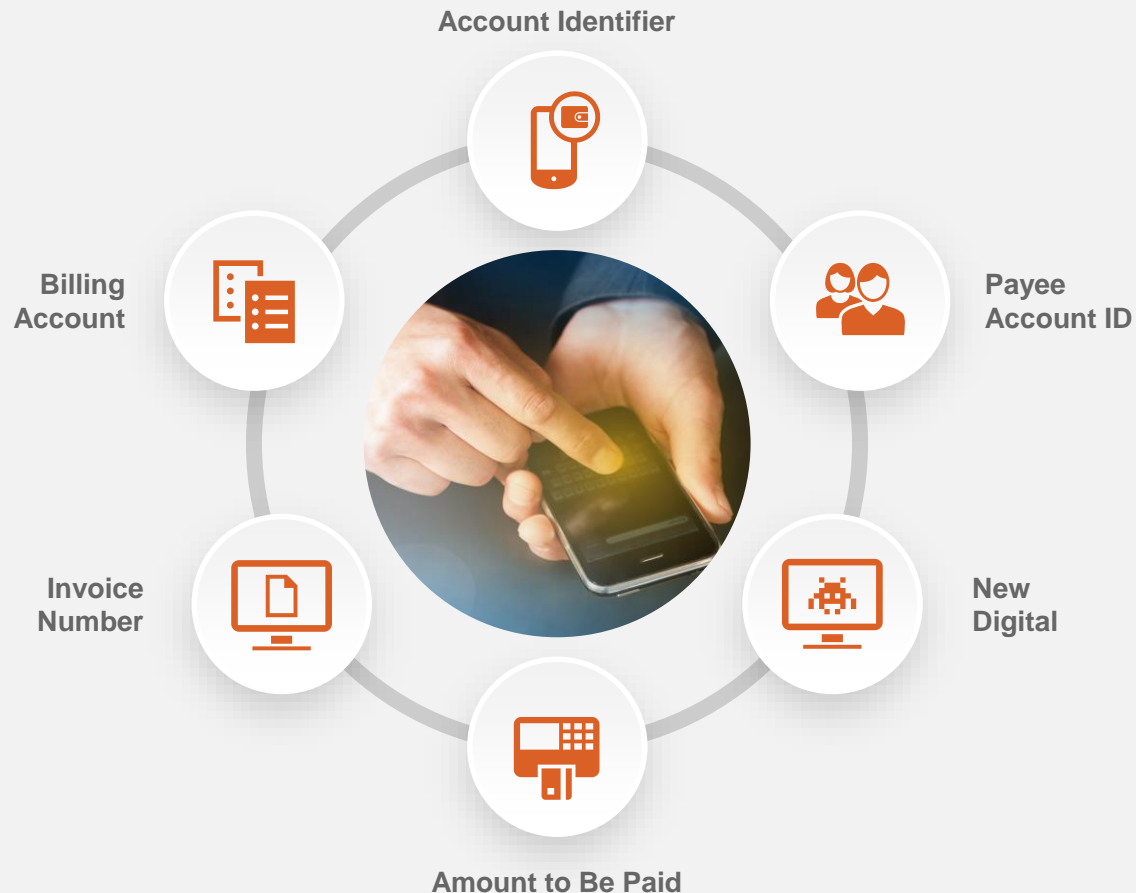 Account Identifier
Billing
Account
Payee
Account ID
Invoice
Number
New
Digital
Amount to Be Paid